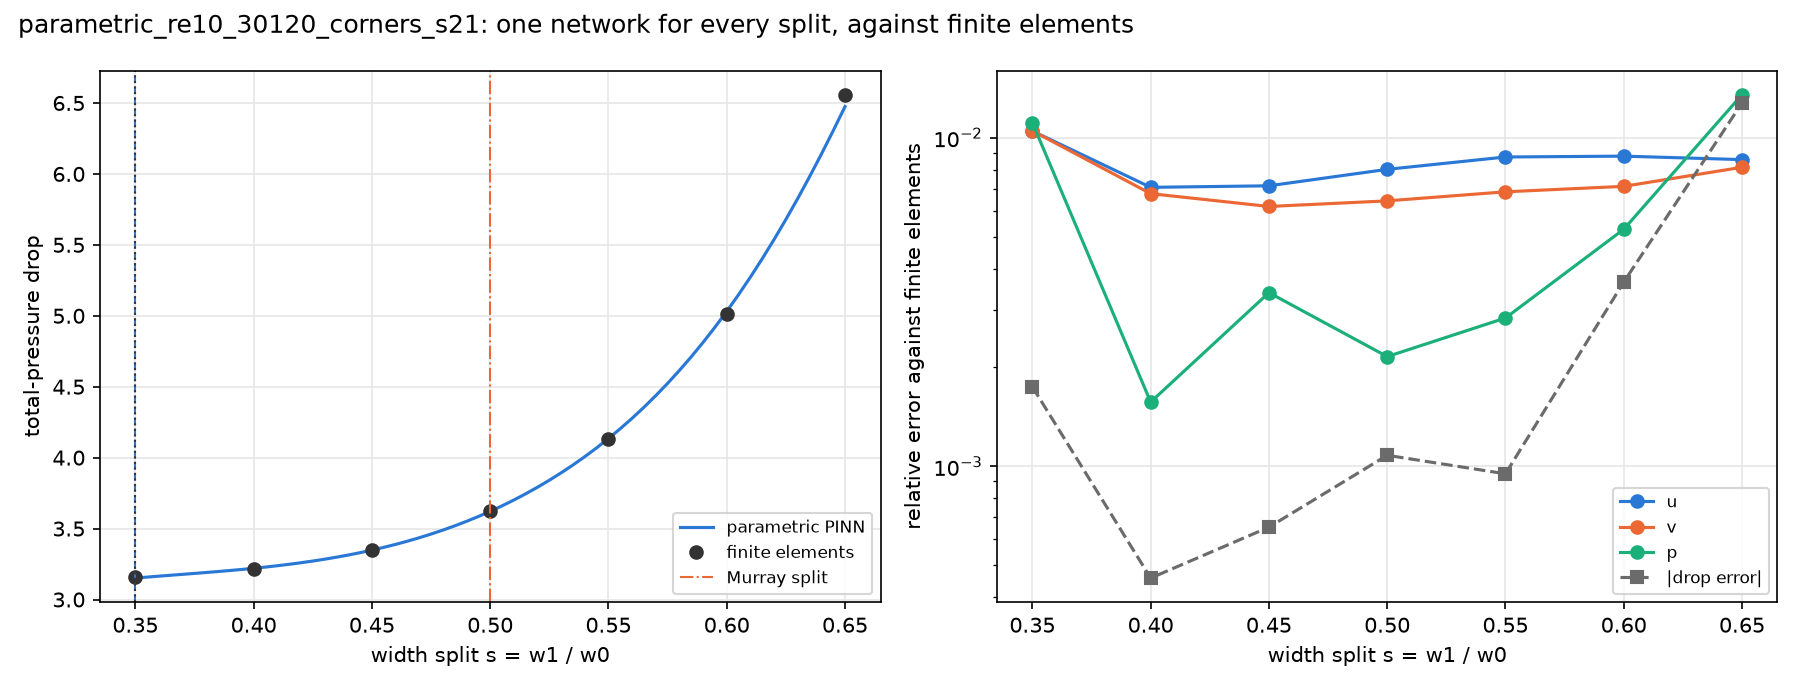 parametric_re10_30120_corners_s21: one network for every split, against finite elements
total-pressure drop
6.5
6.0
5.5
5.0
4.5
4.0
3.5
3.0
0.35 0.40 0.45 0.50 0.55 0.60 0.65
width split s = w1 / w0
parametric PINN
finite elements
Murray split
relative error against finite elements
10⁻²
10⁻³
0.35 0.40 0.45 0.50 0.55 0.60 0.65
width split s = w1 / w0
u
v
p
|drop error|